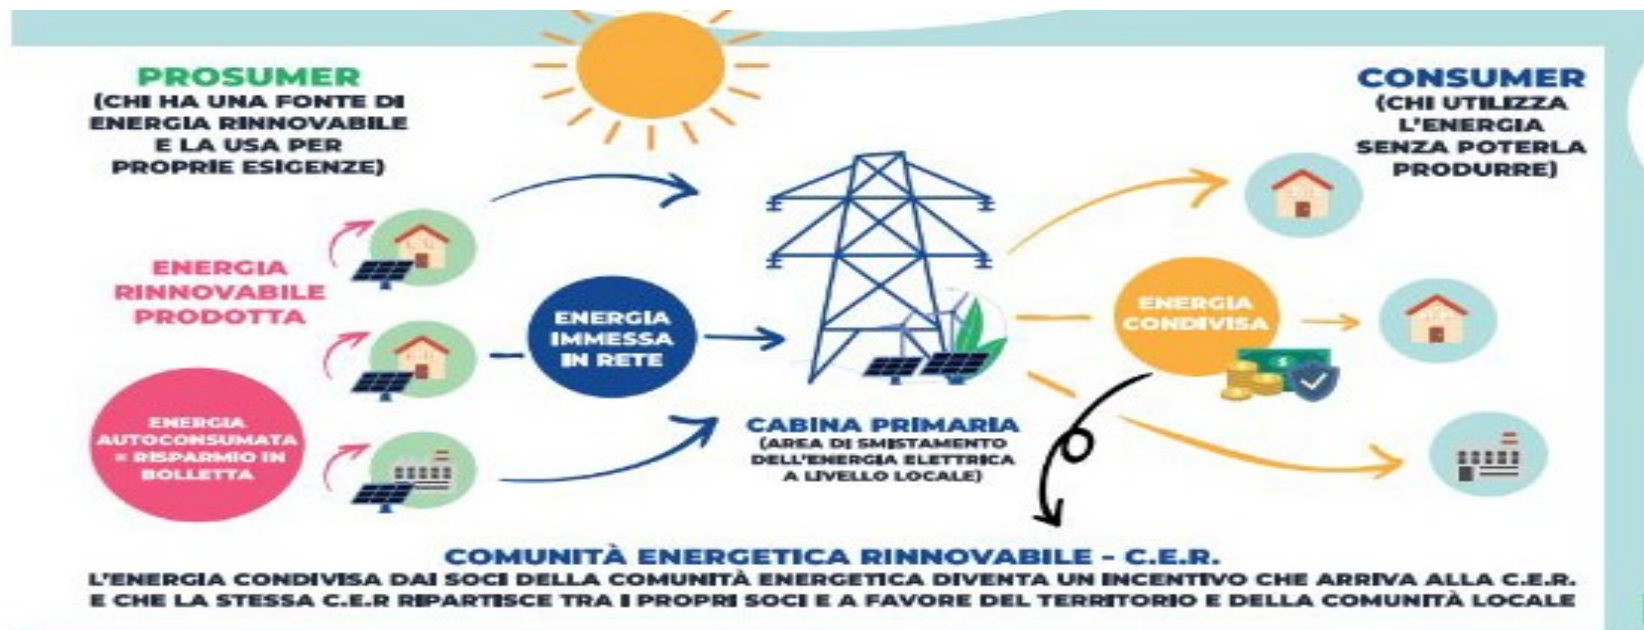 PROSUMER
(CHI HA UNA FONTE DI
ENERGIA RINNOVABILE
E LA USA PER
PROPRIE ESIGENZE)
CONSUMER
(CHI UTILIZZA
L'ENERGIA
SENZA POTERLA
PRODURRE)
ENERGIA
RINNOVABILE
PRODOTTA
ENERGIA
IMMESSA
IN RETE
ENERGIA
CONDIVISA
$
ENERGIA
AUTOCONSUMATA
= RISPARMIO IN
BOLLETTA
CABINA PRIMARIA
(AREA DI SMISTAMENTO
DELL'ENERGIA ELETTRICA
A LIVELLO LOCALE)
COMUNITÀ ENERGETICA RINNOVABILE - C.E.R.
L'ENERGIA CONDIVISA DAI SOCI DELLA COMUNITÀ ENERGETICA DIVENTA UN INCENTIVO CHE ARRIVA ALLA C.E.R.
E CHE LA STESSA C.E.R RIPARTISCE TRA I PROPRI SOCI E A FAVORE DEL TERRITORIO E DELLA COMUNITÀ LOCALE